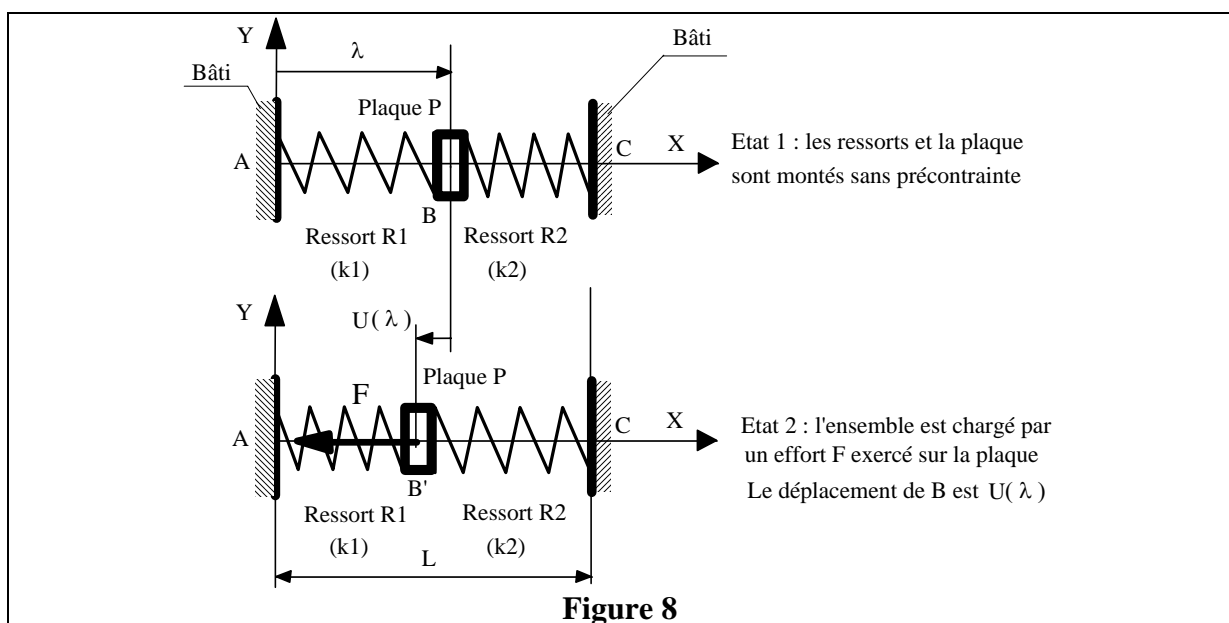 Y
λ
Bâti
Bâti
Plaque P
A
B
C
X
Etat 1 : les ressorts et la plaque
sont montés sans précontrainte
Ressort R1
(k1)
Ressort R2
(k2)
Y
U( λ )
Plaque P
F
A
B'
C
X
Etat 2 : l'ensemble est chargé par
un effort F exercé sur la plaque
Le déplacement de B est U( λ )
Ressort R1
(k1)
Ressort R2
(k2)
L
Figure 8